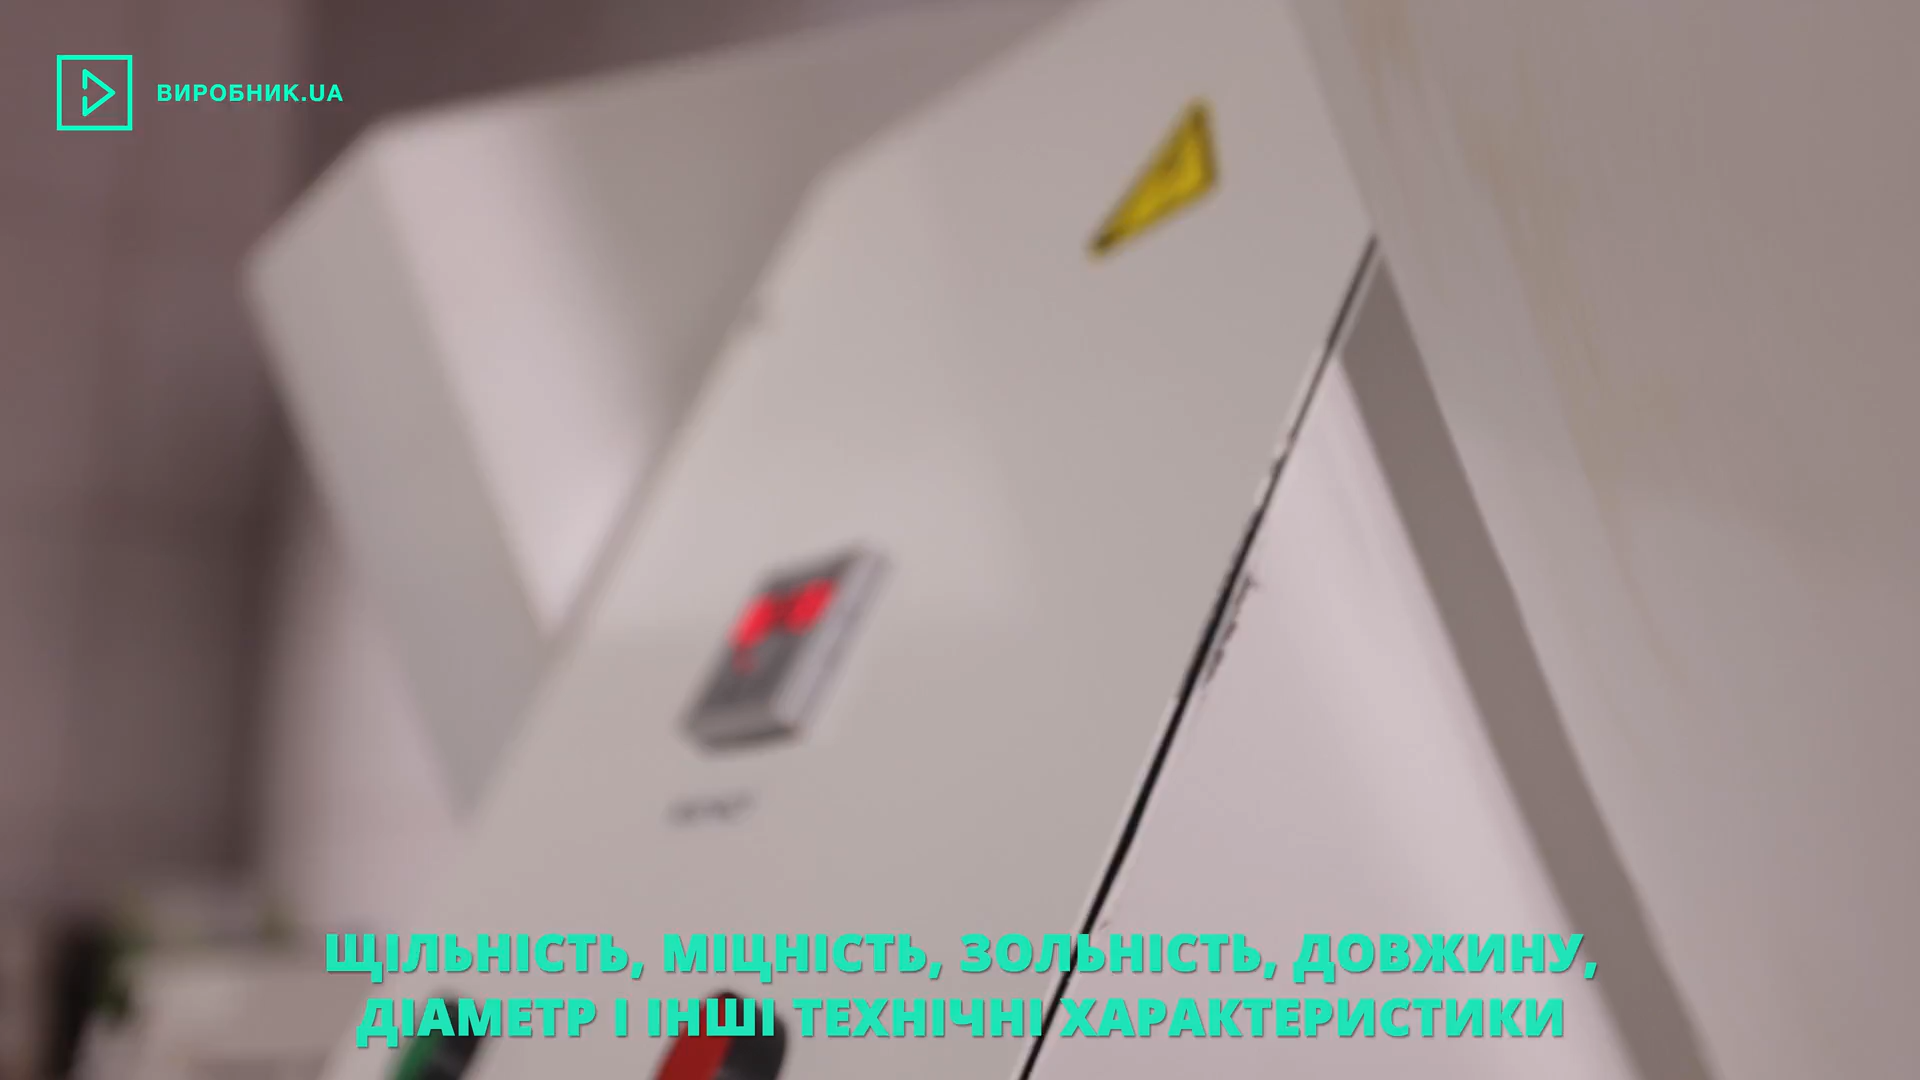 ВИРОБНИК.UA
ЩІЛЬНІСТЬ, МІЦНІСТЬ, ЗОЛЬНІСТЬ, ДОВЖИНУ,
ДІАМЕТР І ІНШІ ТЕХНІЧНІ ХАРАКТЕРИСТИКИ